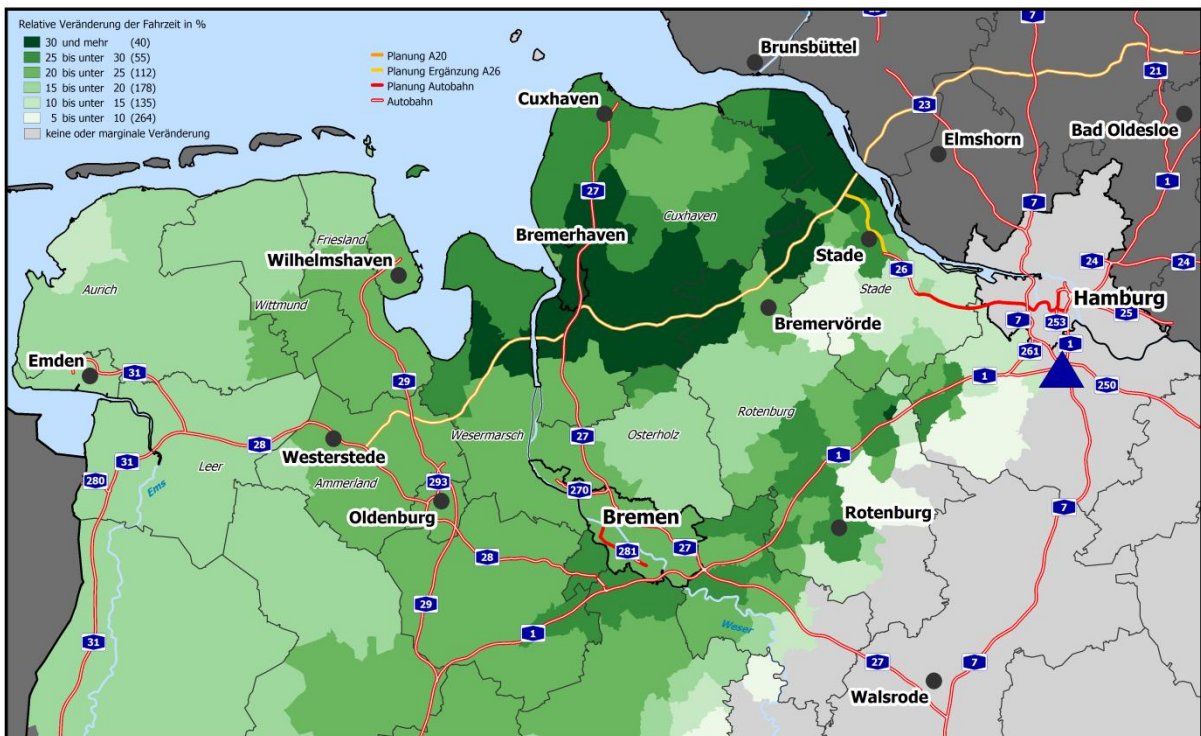 Relative Veränderung der Fahrzeit in %
30 und mehr (40)
25 bis unter 30 (55)
20 bis unter 25 (112)
15 bis unter 20 (178)
10 bis unter 15 (135)
5 bis unter 10 (264)
keine oder marginale Veränderung
Planung A20
Planung Ergänzung A26
Planung Autobahn
Autobahn
7
Brunsbüttel
21
23
Cuxhaven
Bad Oldesloe
Elmshorn
1
27
7
Cuxhaven
Bremerhaven
Friesland
Stade
Wilhelmshaven
26
24
24
Aurich
Wittmund
Stade
Hamburg
Bremervörde
7
253
25
Emden
31
261
1
29
1
250
Rotenburg
Wesermarsch
27
Osterholz
28
Westerstede
31
Leer
1
280
Ems
Ammerland
293
270
Oldenburg
Bremen
7
Rotenburg
281
27
28
29
Weser
1
31
27
7
Walsrode